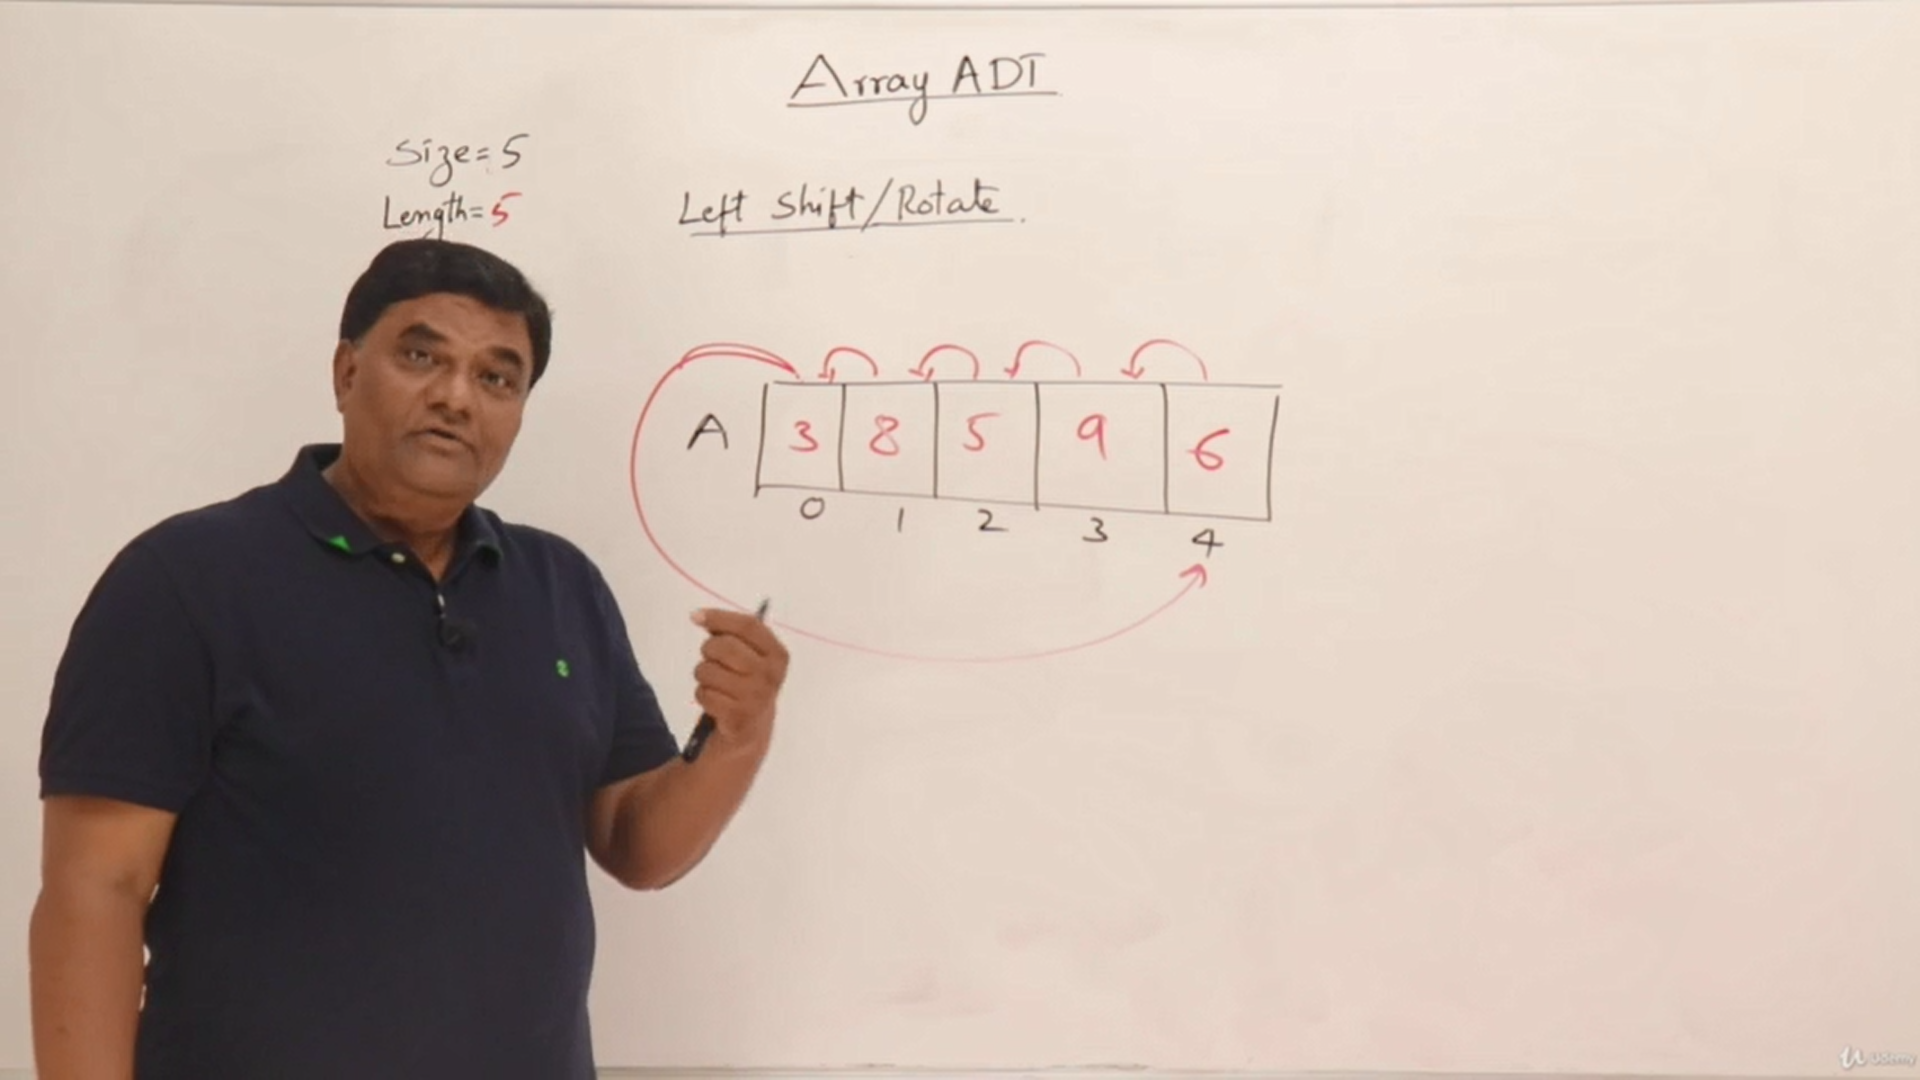 Array ADT
Size = 5
Length = 5
Left Shift/Rotate.
A 3 8 5 9 6
0 1 2 3 4
Udemy